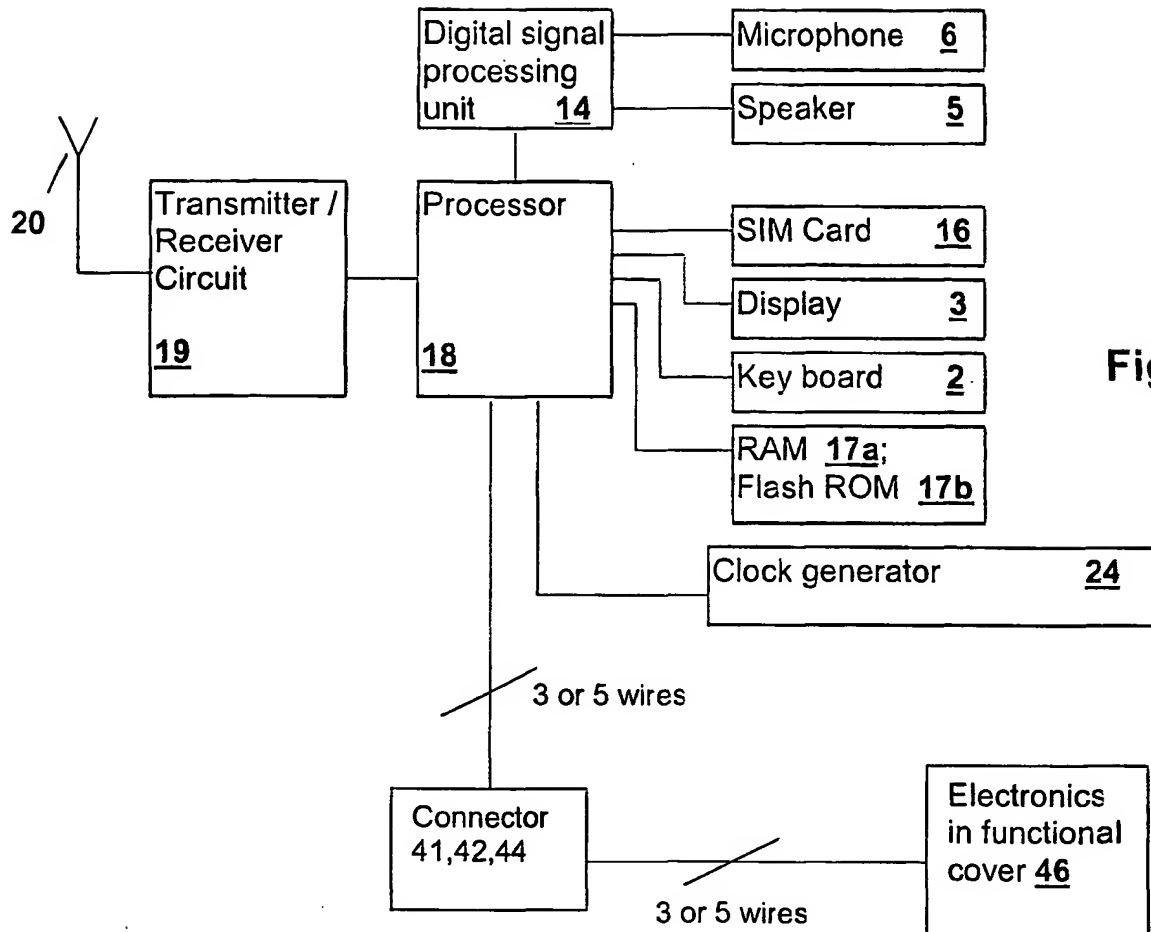 Digital signal
processing
unit 14
Microphone 6
Speaker 5
20
Transmitter /
Receiver
Circuit
19
Processor
18
SIM Card 16
Display 3
Key board 2
RAM 17a;
Flash ROM 17b
Fig
Clock generator 24
3 or 5 wires
Connector
41,42,44
3 or 5 wires
Electronics
in functional
cover 46